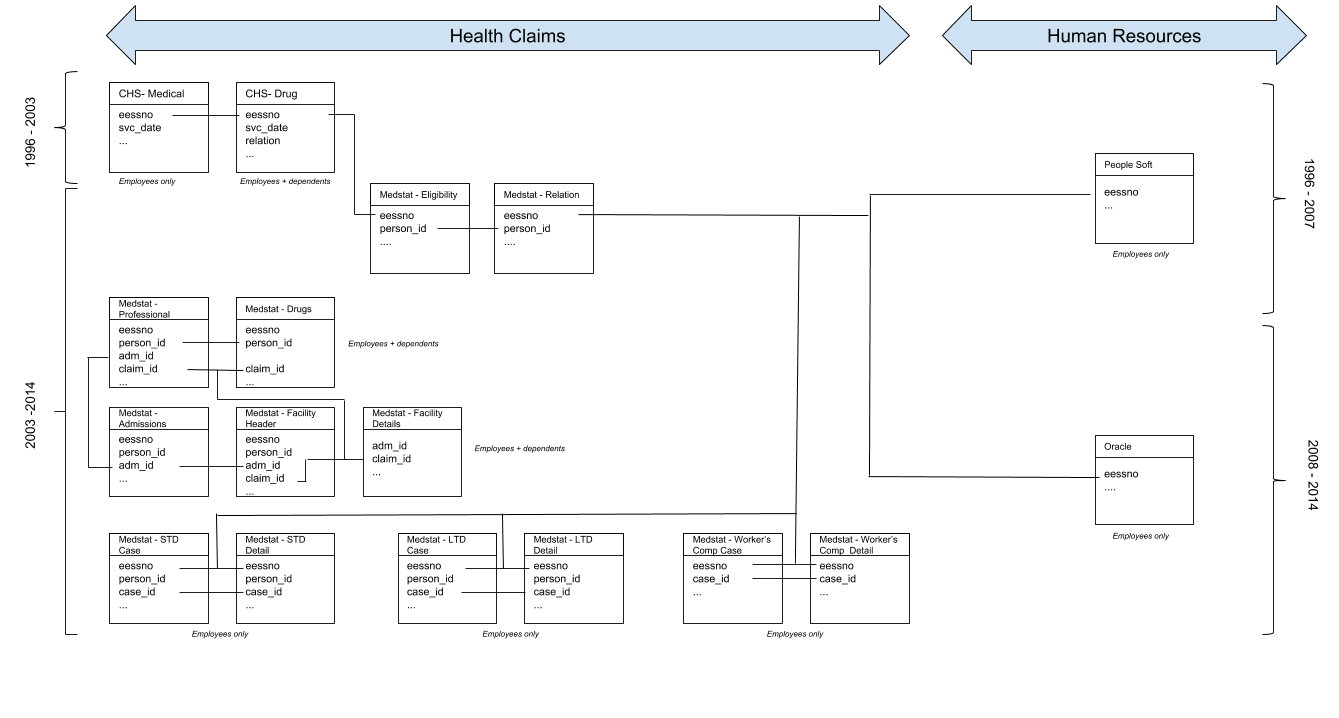 Health Claims
Human Resources
1996 - 2003
CHS- Medical
eessno
svc_date
...
Employees only
CHS- Drug
eessno
svc_date
relation
...
Employees + dependents
Medstat - Eligibility
eessno
person_id
....
Medstat - Relation
eessno
person_id
....
People Soft
eessno
...
Employees only
1996 - 2007
2003 -2014
Medstat -
Professional
eessno
person_id
adm_id
claim_id
...
Medstat - Drugs
eessno
person_id
claim_id
...
Employees + dependents
Medstat -
Admissions
eessno
person_id
adm_id
...
Medstat - Facility
Header
eessno
person_id
adm_id
claim_id
...
Medstat - Facility
Details
adm_id
claim_id
...
Employees + dependents
Oracle
eessno
....
Employees only
2008 - 2014
Medstat - STD
Case
eessno
person_id
case_id
...
Medstat - STD
Detail
eessno
person_id
case_id
...
Employees only
Medstat - LTD
Case
eessno
person_id
case_id
...
Medstat - LTD
Detail
eessno
person_id
case_id
...
Employees only
Medstat - Worker's
Comp Case
eessno
case_id
...
Medstat - Worker's
Comp Detail
eessno
case_id
...
Employees only